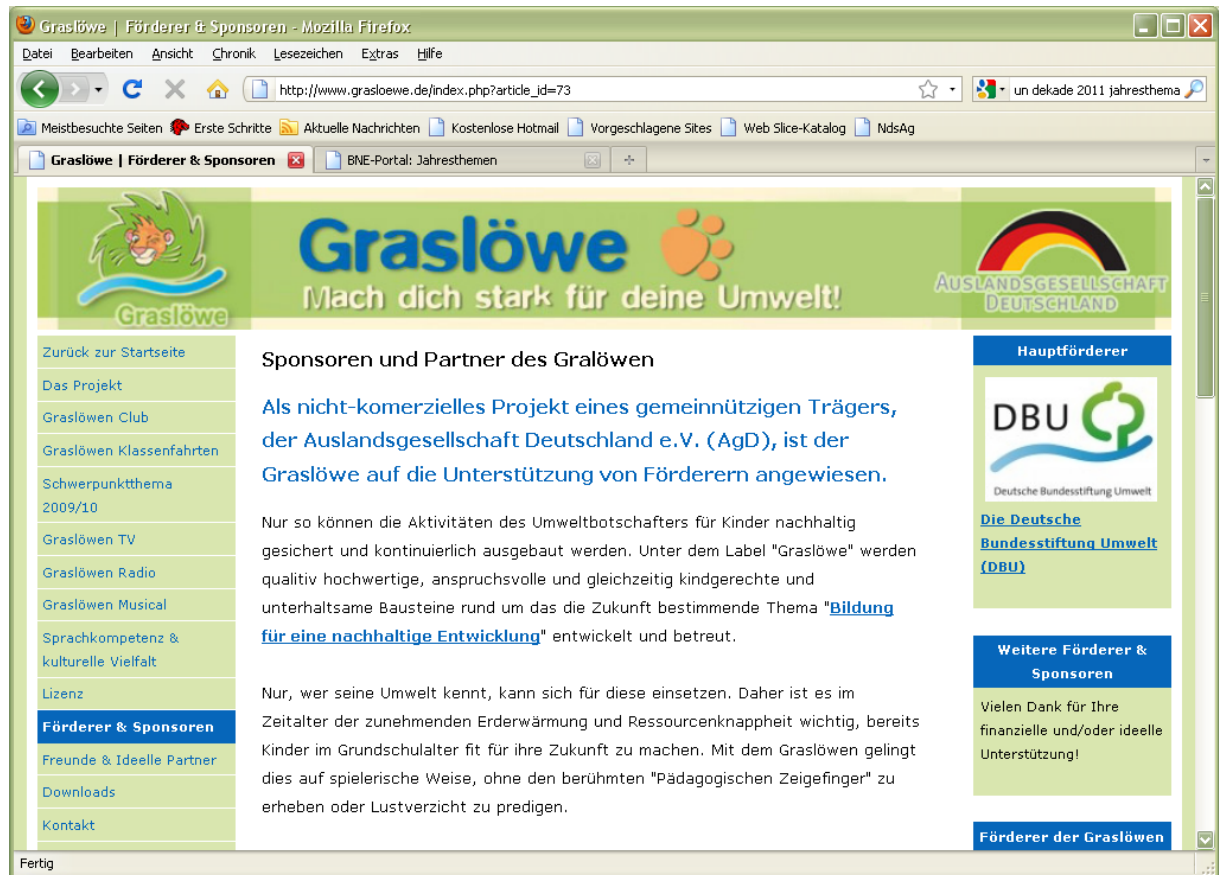 Graslöwe | Förderer & Sponsoren - Mozilla Firefox
Datei Bearbeiten Ansicht Chronik Lesezeichen Extras Hilfe
http://www.grasloewe.de/index.php?article_id=73
un dekade 2011 jahresthema
Meistbesuchte Seiten Erste Schritte Aktuelle Nachrichten Kostenlose Hotmail Vorgeschlagene Sites Web Slice-Katalog NdsAg
Graslöwe | Förderer & Sponsoren BNE-Portal: Jahresthemen
Graslöwe
Graslöwe
Mach dich stark für deine Umwelt!
AUSLANDSGESELLSCHAFT
DEUTSCHLAND
Zurück zur Startseite
Das Projekt
Graslöwen Club
Graslöwen Klassenfahrten
Schwerpunktthema
2009/10
Graslöwen TV
Graslöwen Radio
Graslöwen Musical
Sprachkompetenz &
kulturelle Vielfalt
Lizenz
Förderer & Sponsoren
Freunde & Ideelle Partner
Downloads
Kontakt
Sponsoren und Partner des Gralöwen
Als nicht-komerzielles Projekt eines gemeinnützigen Trägers,
der Auslandsgesellschaft Deutschland e.V. (AgD), ist der
Graslöwe auf die Unterstützung von Förderern angewiesen.
Nur so können die Aktivitäten des Umweltbotschafters für Kinder nachhaltig
gesichert und kontinuierlich ausgebaut werden. Unter dem Label "Graslöwe" werden
qualitiv hochwertige, anspruchsvolle und gleichzeitig kindgerechte und
unterhaltsame Bausteine rund um das die Zukunft bestimmende Thema "Bildung
für eine nachhaltige Entwicklung" entwickelt und betreut.
Nur, wer seine Umwelt kennt, kann sich für diese einsetzen. Daher ist es im
Zeitalter der zunehmenden Erderwärmung und Ressourcenknappheit wichtig, bereits
Kinder im Grundschulalter fit für ihre Zukunft zu machen. Mit dem Graslöwen gelingt
dies auf spielerische Weise, ohne den berühmten "Pädagogischen Zeigefinger" zu
erheben oder Lustverzicht zu predigen.
Hauptförderer
DBU
Deutsche Bundesstiftung Umwelt
Die Deutsche
Bundesstiftung Umwelt
(DBU)
Weitere Förderer &
Sponsoren
Vielen Dank für Ihre
finanzielle und/oder ideelle
Unterstützung!
Förderer der Graslöwen
Fertig